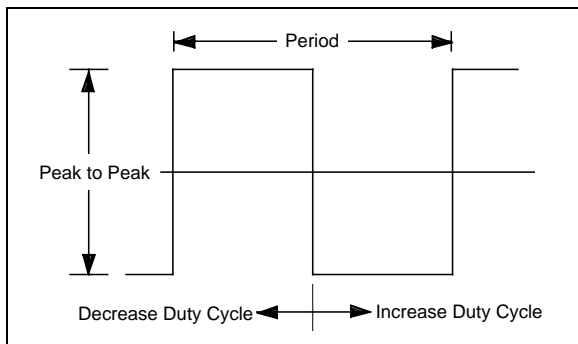 Period
Peak to Peak
Decrease Duty Cycle
Increase Duty Cycle